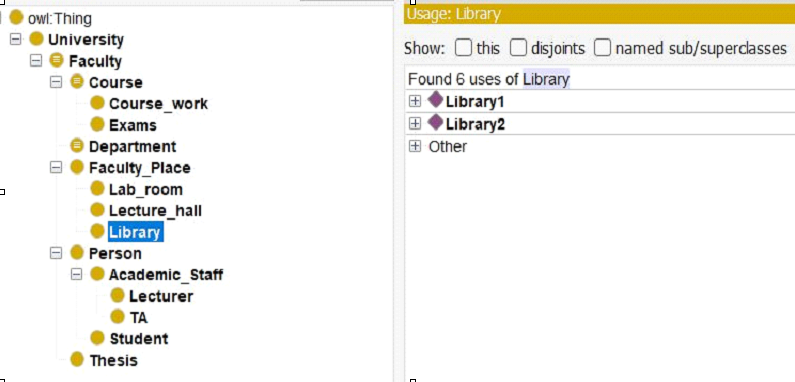 owl:Thing
University
Faculty
Course
Course_work
Exams
Department
Faculty_Place
Lab_room
Lecture_hall
Library
Person
Academic_Staff
Lecturer
TA
Student
Thesis
Usage: Library
Show: this disjoints named sub/superclasses
Found 6 uses of Library
Library1
Library2
Other